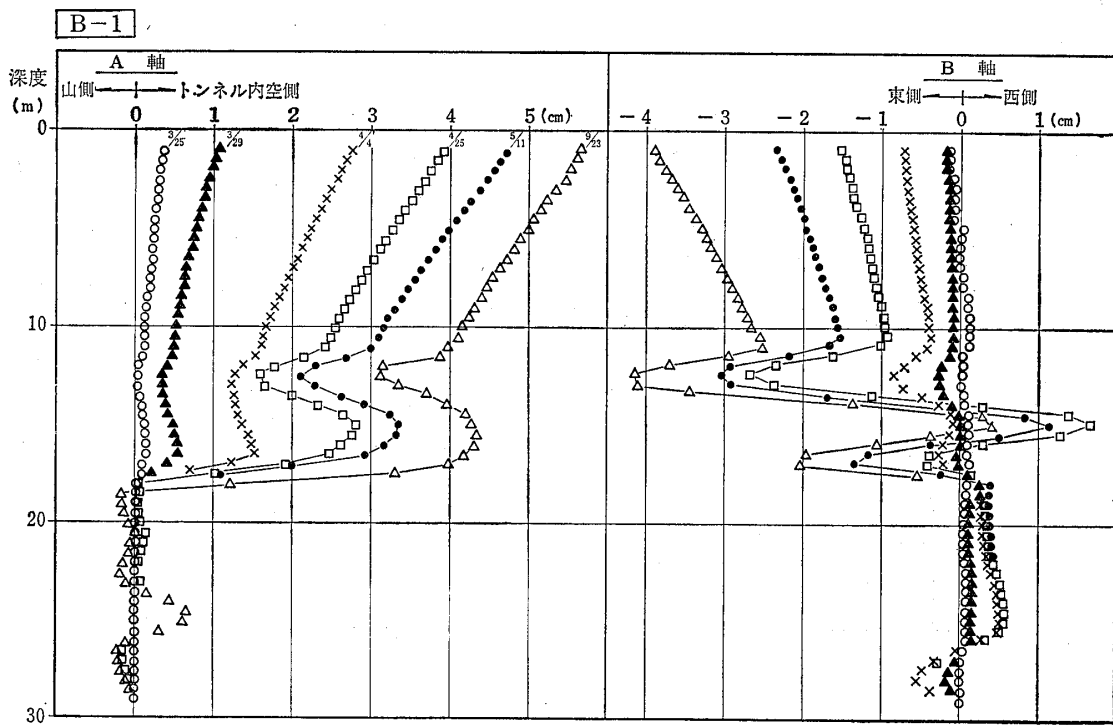 B-1
A 軸
B 軸
深度
(m)
山側
トンネル内空側
東側
西側
0 1 2 3 4 5 (cm)
-4 -3 -2 -1 0 1 (cm)
0
3/25
3/29
4/4
4/25
5/11
9/23
10
20
30